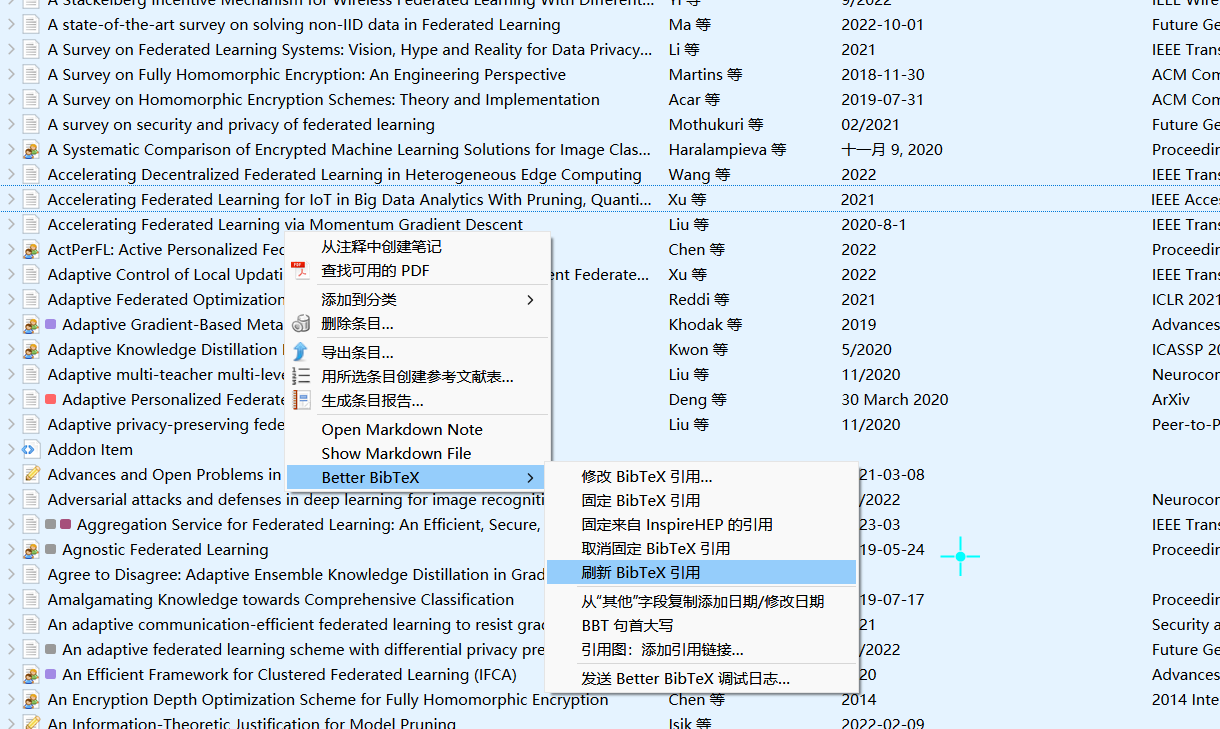 A Stackelberg Incentive Mechanism for Wireless Federated Learning With Different... Yi 等 9/2022 IEEE Wire
A state-of-the-art survey on solving non-IID data in Federated Learning Ma 等 2022-10-01 Future Ge
A Survey on Federated Learning Systems: Vision, Hype and Reality for Data Privacy... Li 等 2021 IEEE Trans
A Survey on Fully Homomorphic Encryption: An Engineering Perspective Martins 等 2018-11-30 ACM Com
A Survey on Homomorphic Encryption Schemes: Theory and Implementation Acar 等 2019-07-31 ACM Com
A survey on security and privacy of federated learning Mothukuri 等 02/2021 Future Ge
A Systematic Comparison of Encrypted Machine Learning Solutions for Image Clas... Haralampieva 等 十一月 9, 2020 Proceedin
Accelerating Decentralized Federated Learning in Heterogeneous Edge Computing Wang 等 2022 IEEE Trans
Accelerating Federated Learning for IoT in Big Data Analytics With Pruning, Quanti... Xu 等 2021 IEEE Acces
Accelerating Federated Learning via Momentum Gradient Descent Liu 等 2020-8-1 IEEE Trans
ActPerFL: Active Personalized Fed Chen 等 2022 Proceedin
Adaptive Control of Local Updati nt Federate... Xu 等 2022 IEEE Trans
Adaptive Federated Optimization Reddi 等 2021 ICLR 2021
Adaptive Gradient-Based Meta Khodak 等 2019 Advances
Adaptive Knowledge Distillation Kwon 等 5/2020 ICASSP 20
Adaptive multi-teacher multi-leve Liu 等 11/2020 Neurocon
Adaptive Personalized Federate Deng 等 30 March 2020 ArXiv
Adaptive privacy-preserving fede Liu 等 11/2020 Peer-to-P
Addon Item
Advances and Open Problems in 21-03-08
Adversarial attacks and defenses in deep learning for image recogniti /2022 Neurocon
Aggregation Service for Federated Learning: An Efficient, Secure, 23-03 IEEE Trans
Agnostic Federated Learning 19-05-24 Proceedin
Agree to Disagree: Adaptive Ensemble Knowledge Distillation in Grad
Amalgamating Knowledge towards Comprehensive Classification 19-07-17 Proceedin
An adaptive communication-efficient federated learning to resist grad 21 Security a
An adaptive federated learning scheme with differential privacy pre /2022 Future Ge
An Efficient Framework for Clustered Federated Learning (IFCA) 20 Advances
An Encryption Depth Optimization Scheme for Fully Homomorphic Encryption Chen 等 2014 2014 Inte
An Information-Theoretic Justification for Model Pruning Isik 等 2022-02-09
从注释中创建笔记
查找可用的 PDF
添加到分类
删除条目...
导出条目...
用所选条目创建参考文献表...
生成条目报告...
Open Markdown Note
Show Markdown File
Better BibTeX
修改 BibTeX 引用...
固定 BibTeX 引用
固定来自 InspireHEP 的引用
取消固定 BibTeX 引用
刷新 BibTeX 引用
从“其他”字段复制添加日期/修改日期
BBT 句首大写
引用图：添加引用链接...
发送 Better BibTeX 调试日志...